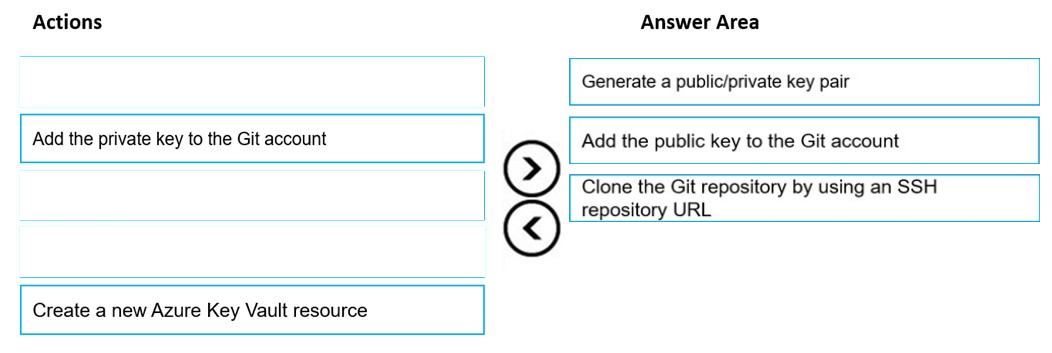 Actions
Answer Area
Generate a public/private key pair
Add the private key to the Git account
Add the public key to the Git account
Clone the Git repository by using an SSH
repository URL
Create a new Azure Key Vault resource